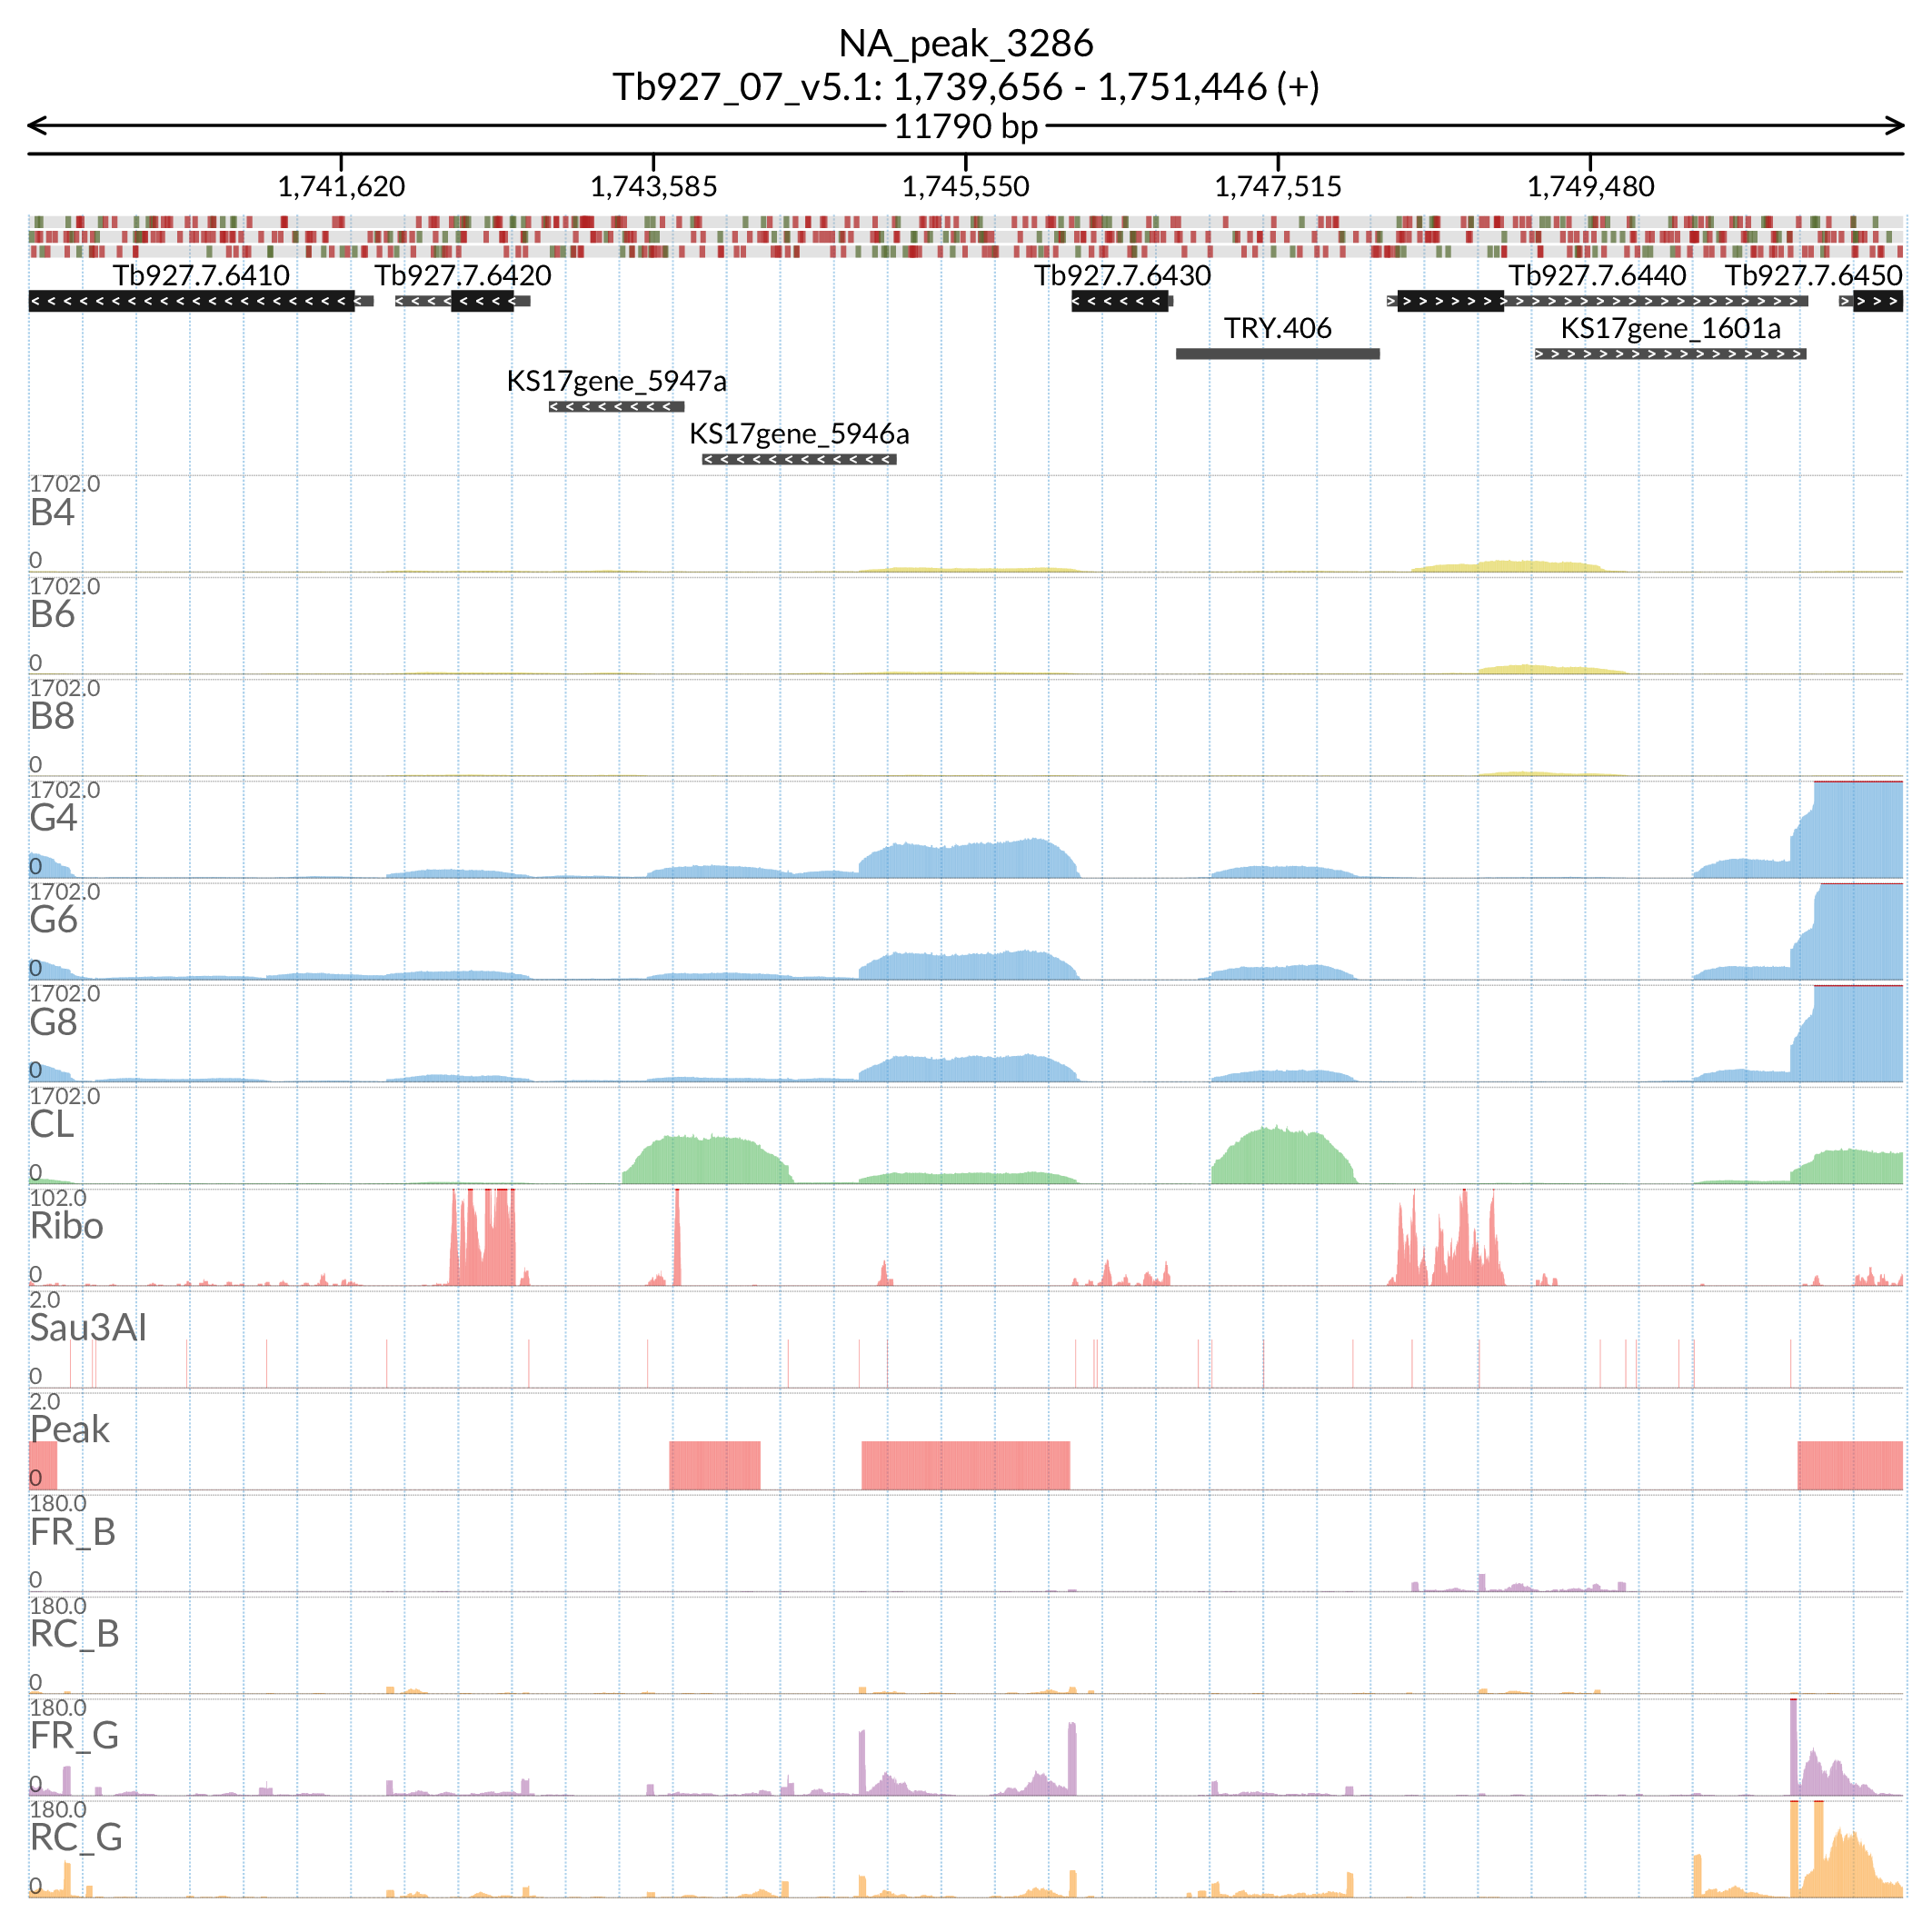 NA_peak_3286
Tb927_07_v5.1: 1,739,656 - 1,751,446 (+)
11790 bp
1,741,620 1,743,585 1,745,550 1,747,515 1,749,480
Tb927.7.6410 Tb927.7.6420 Tb927.7.6430 Tb927.7.6440 Tb927.7.6450
TRY.406 KS17gene_1601a
KS17gene_5947a
KS17gene_5946a
1702.0
B4
0
1702.0
B6
0
1702.0
B8
0
1702.0
G4
0
1702.0
G6
0
1702.0
G8
0
1702.0
CL
0
102.0
Ribo
0
2.0
Sau3AI
0
2.0
Peak
0
180.0
FR_B
0
180.0
RC_B
0
180.0
FR_G
0
180.0
RC_G
0